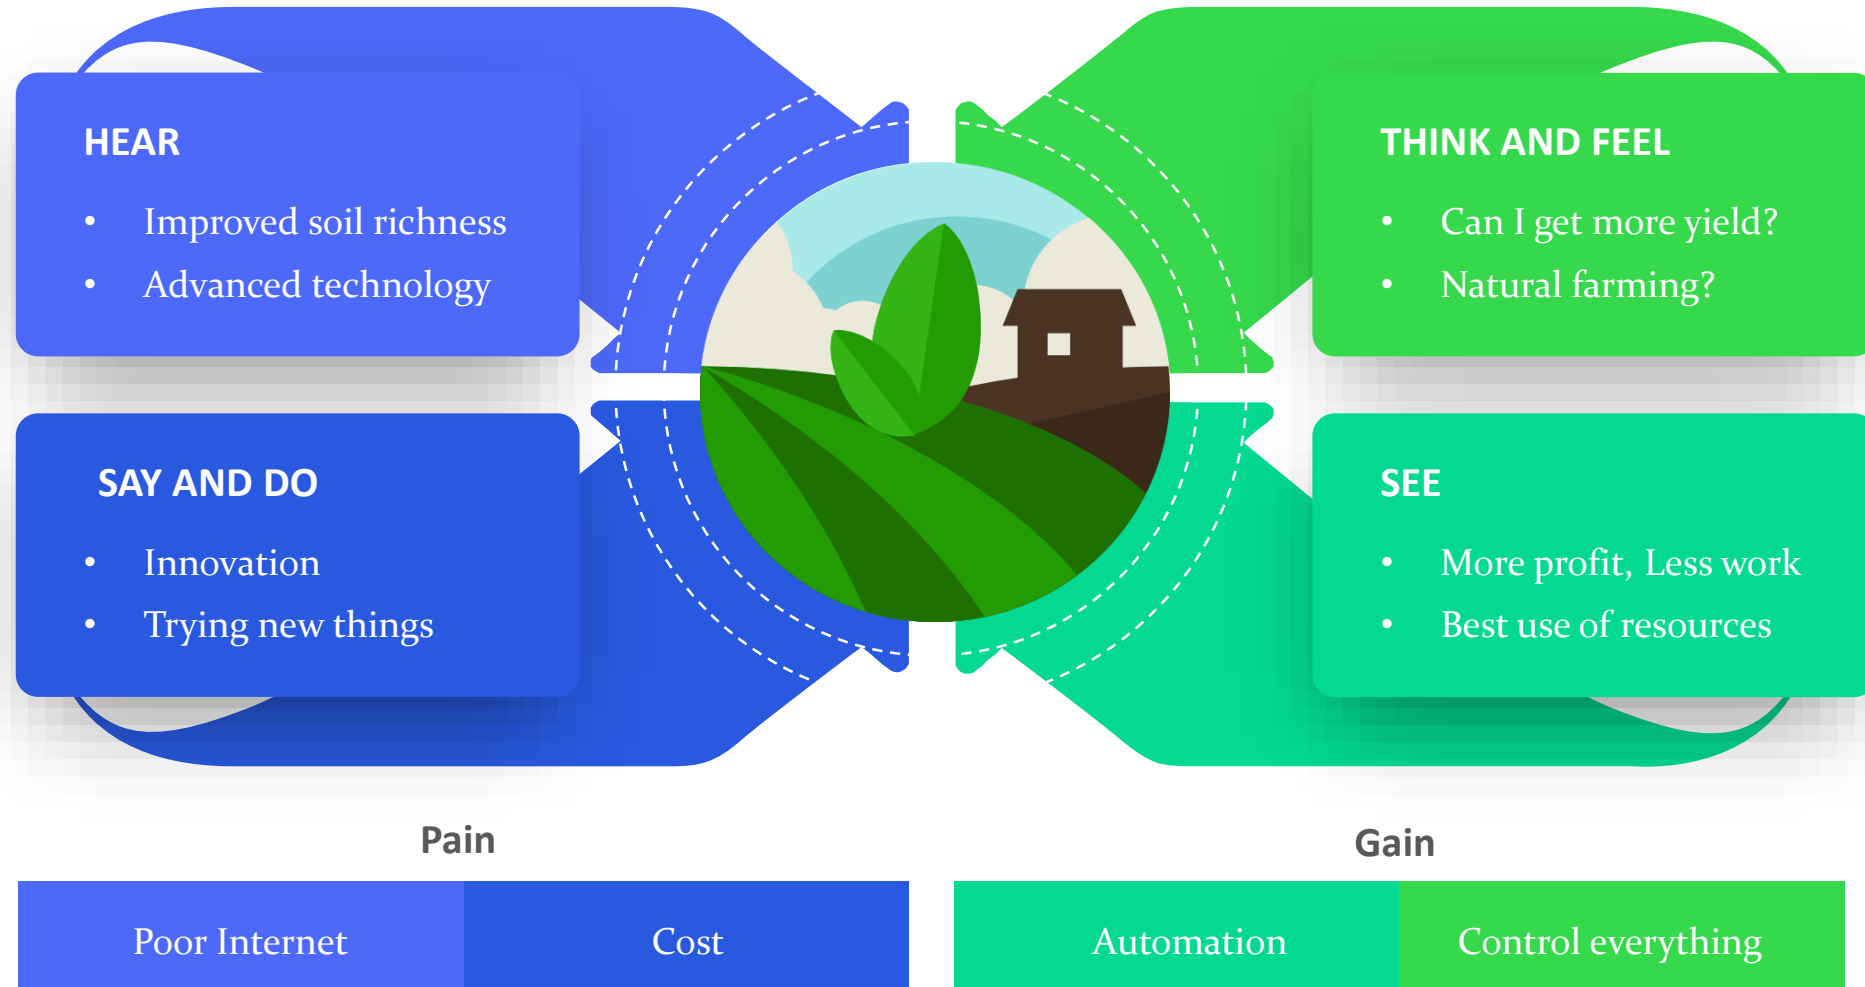 HEAR
• Improved soil richness
• Advanced technology
THINK AND FEEL
• Can I get more yield?
• Natural farming?
SAY AND DO
• Innovation
• Trying new things
SEE
• More profit, Less work
• Best use of resources
Pain
Poor Internet
Cost
Gain
Automation
Control everything